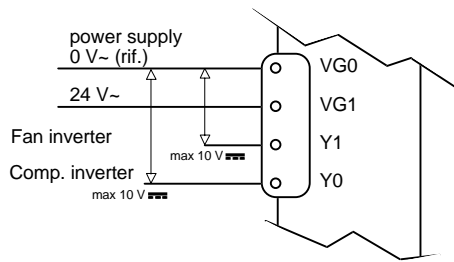 power supply
0 V~ (rif.)
VG0
24 V~
VG1
Fan inverter
Y1
max 10 V
Comp. inverter
Y0
max 10 V